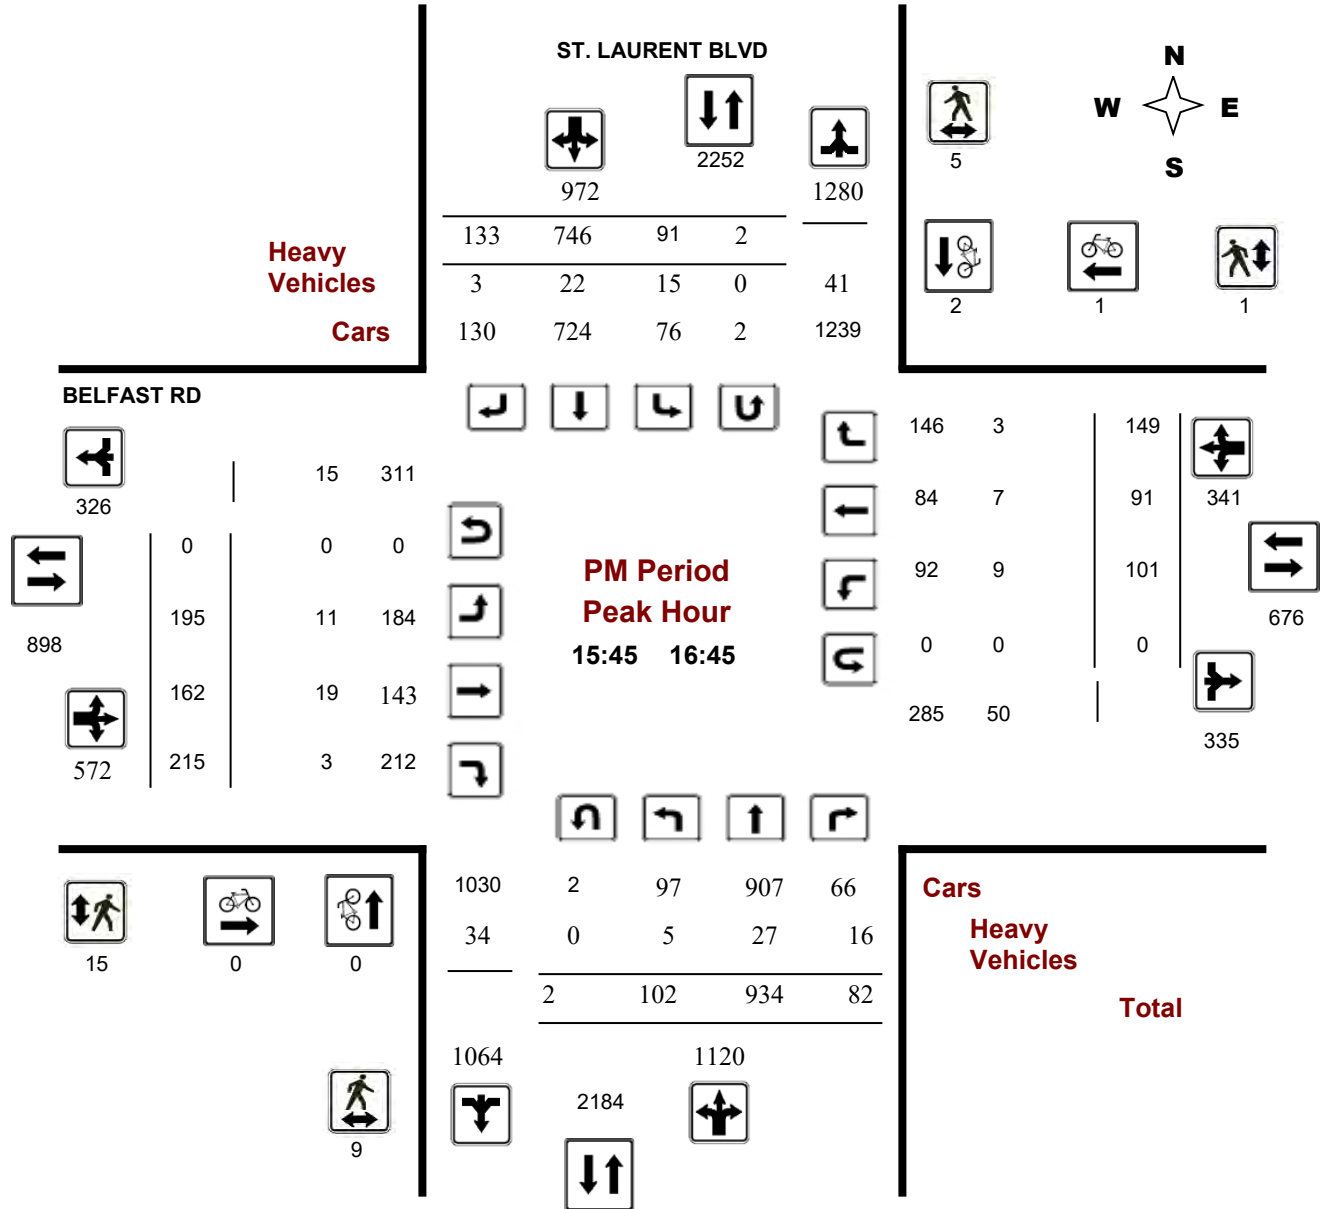 ST. LAURENT BLVD
N
W E
S
2252
5
972 1280
133 746 91 2
Heavy
Vehicles
3 22 15 0 41
2 1 1
Cars
130 724 76 2 1239
BELFAST RD
146 3 149
15 311
326
84 7 91 341
0 0 0
PM Period
92 9 101
Peak Hour
195 11 184
676
898
15:45 16:45
0 0 0
162 19 143
285 50
335
572 215 3 212
1030 2 97 907 66
Cars
34 0 5 27 16
Heavy
Vehicles
15 0 0
2 102 934 82
Total
1064 1120
2184
9